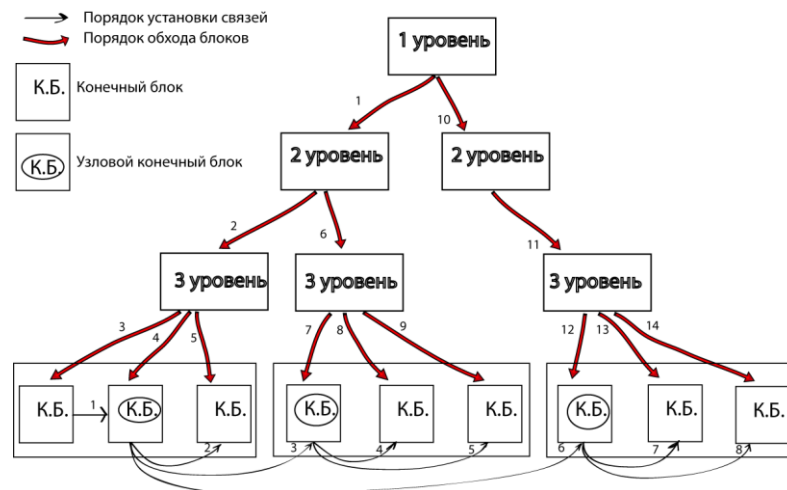 Порядок установки связей
Порядок обхода блоков
К.Б. Конечный блок
К.Б. Узловой конечный блок
1 уровень
1 10
2 уровень 2 уровень
2 6 11
3 уровень 3 уровень 3 уровень
3 4 5 7 8 9 12 13 14
К.Б. 1 К.Б. К.Б. К.Б. К.Б. К.Б. К.Б. К.Б. К.Б.
2 3 4 5 6 7 8